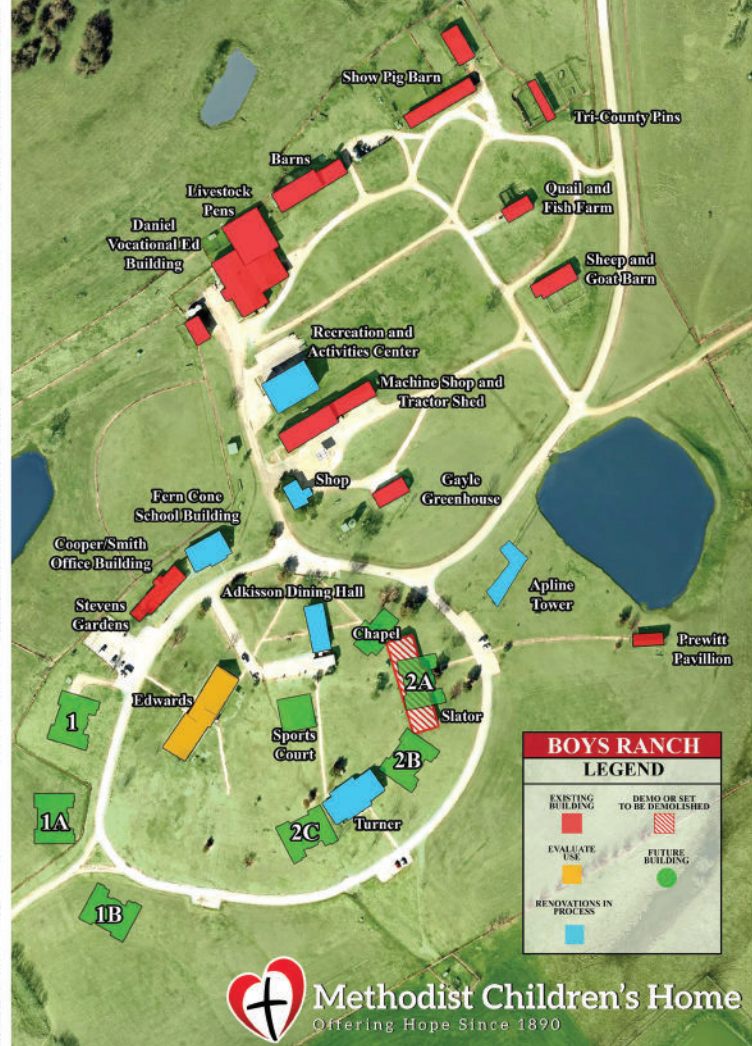 Show Pig Barn
Tri-County Pins
Barns
Livestock
Pens
Quail and
Fish Farm
Daniel
Vocational Ed
Building
Sheep and
Goat Barn
Recreation and
Activities Center
Machine Shop and
Tractor Shed
Shop
Gayle
Greenhouse
Fern Cone
School Building
Cooper/Smith
Office Building
Stevens
Gardens
Adkisson Dining Hall
Apline
Tower
Chapel
Prewitt
Pavillion
2A
Edwards
1
Slator
Sports
Court
2B
1A
2C
Turner
1B
BOYS RANCH
LEGEND
EXISTING
BUILDING
DEMO OR SET
TO BE DEMOLISHED
EVALUATE
USE
FUTURE
BUILDING
RENOVATIONS IN
PROCESS
Methodist Children's Home
Offering Hope Since 1890